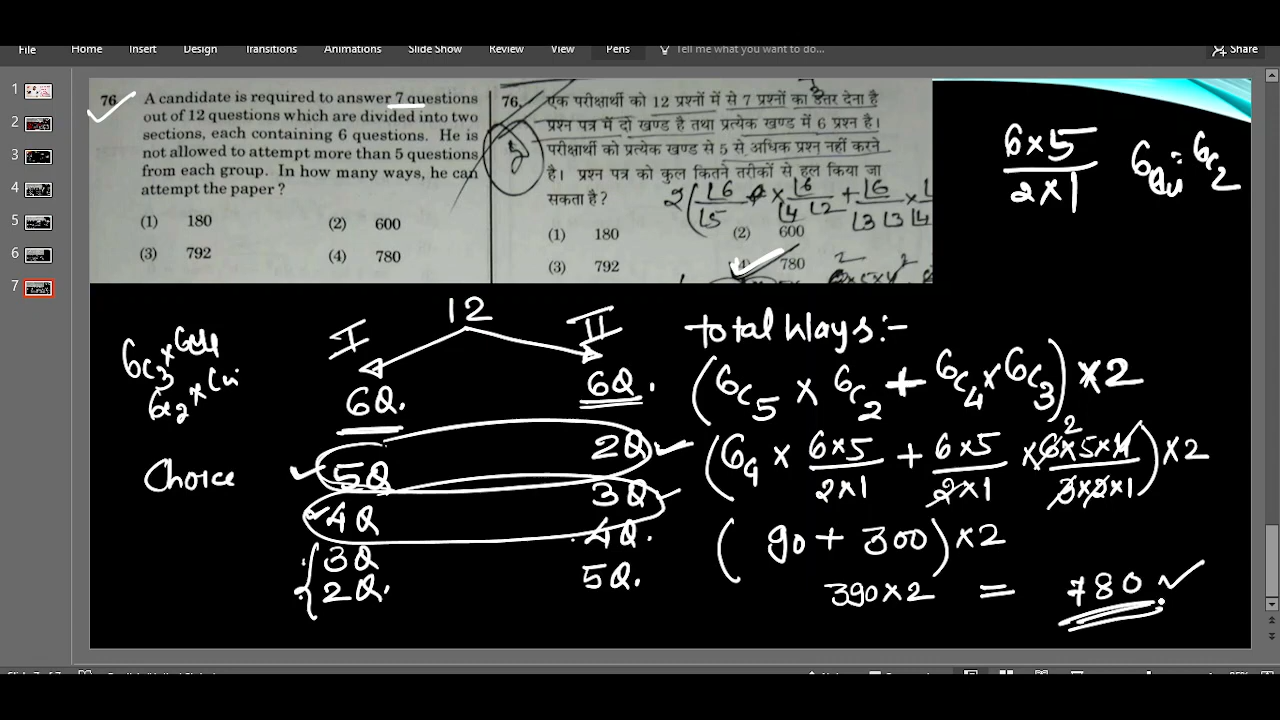 File Home Insert Design Transitions Animations Slide Show Review View Pens Tell me what you want to do... Share
1
2
3
4
5
6
7
76. A candidate is required to answer 7 questions
out of 12 questions which are divided into two
sections, each containing 6 questions. He is
not allowed to attempt more than 5 questions
from each group. In how many ways, he can
attempt the paper ?
(1) 180 (2) 600
(3) 792 (4) 780
76. एक परीक्षार्थी को 12 प्रश्नों में से 7 प्रश्नों का उत्तर देना है
प्रश्न पत्र में दो खण्ड है तथा प्रत्येक खण्ड में 6 प्रश्न है।
परीक्षार्थी को प्रत्येक खण्ड से 5 से अधिक प्रश्न नहीं करने
है। प्रश्न पत्र को कुल कितने तरीकों से हल किया जा
सकता है ?
(1) 180 (2) 600
(3) 792 780
6×5
2×1
12
I II
6Q. 6Q.
Choice
5Q 2Q
4Q 3Q
3Q 4Q.
2Q. 5Q.
Total Ways:-
(6C5 × 6C2 + 6C4 × 6C3) × 2
× 6×5 + 6×5 × 6×5×4 ) ×2
2×1 2×1 3×2×1
( 90 + 300 ) ×2
390×2 = 780